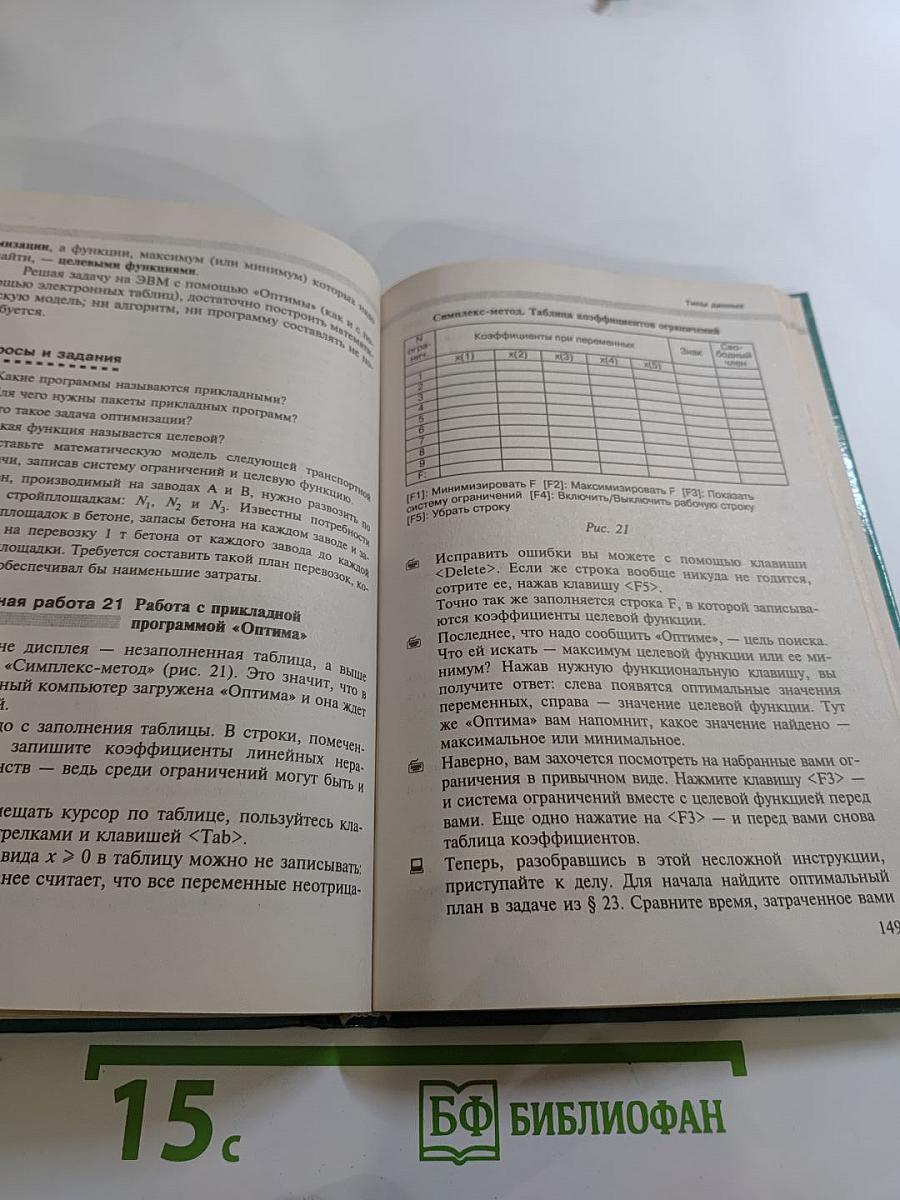 мизации, а функции, максимум (или минимум) которых надо
айти, — целевыми функциями.
Решая задачу на ЭВМ с помощью «Оптимы» (как и с по-
ощью электронных таблиц), достаточно построить математиче-
скую модель; ни алгоритм, ни программу составлять не по-
буется.
росы и задания
Какие программы называются прикладными?
ля чего нужны пакеты прикладных программ?
то такое задача оптимизации?
кая функция называется целевой?
ставьте математическую модель следующей транспортной
чи, записав систему ограничений и целевую функцию.
н, производимый на заводах А и В, нужно развозить по
стройплощадкам: N₁, N₂ и N₃. Известны потребности
площадок в бетоне, запасы бетона на каждом заводе и за-
на перевозку 1 т бетона от каждого завода до каждой
лощадки. Требуется составить такой план перевозок, ко-
обеспечивал бы наименьшие затраты.
ная работа 21 Работа с прикладной
программой «Оптима»
не дисплея — незаполненная таблица, а выше
«Симплекс-метод» (рис. 21). Это значит, что в
ный компьютер загружена «Оптима» и она ждет
й.
до с заполнения таблицы. В строки, помечен-
запишите коэффициенты линейных нера-
нств — ведь среди ограничений могут быть и
мещать курсор по таблице, пользуйтесь кла-
трелками и клавишей <Tab>.
вида x ⩾ 0 в таблицу можно не записывать:
нее считает, что все переменные неотрица-
Типы данных
Симплекс-метод. Таблица коэффициентов ограничений
N огра- нич. Коэффициенты при переменных Знак Сво- бодный член
x(1) x(2) x(3) x(4) x(5)
1
2
3
4
5
6
7
8
9
F:
[F1]: Минимизировать F [F2]: Максимизировать F [F3]: Показать
систему ограничений [F4]: Включить/Выключить рабочую строку
[F5]: Убрать строку
Рис. 21
Исправить ошибки вы можете с помощью клавиши
<Delete>. Если же строка вообще никуда не годится,
сотрите ее, нажав клавишу <F5>.
Точно так же заполняется строка F, в которой записыва-
ются коэффициенты целевой функции.
Последнее, что надо сообщить «Оптиме», — цель поиска.
Что ей искать — максимум целевой функции или ее ми-
нимум? Нажав нужную функциональную клавишу, вы
получите ответ: слева появятся оптимальные значения
переменных, справа — значение целевой функции. Тут
же «Оптима» вам напомнит, какое значение найдено —
максимальное или минимальное.
Наверно, вам захочется посмотреть на набранные вами ог-
раничения в привычном виде. Нажмите клавишу <F3> —
и система ограничений вместе с целевой функцией перед
вами. Еще одно нажатие на <F3> — и перед вами снова
таблица коэффициентов.
Теперь, разобравшись в этой несложной инструкции,
приступайте к делу. Для начала найдите оптимальный
план в задаче из § 23. Сравните время, затраченное вами
149
15 с
БФ БИБЛИОФАН